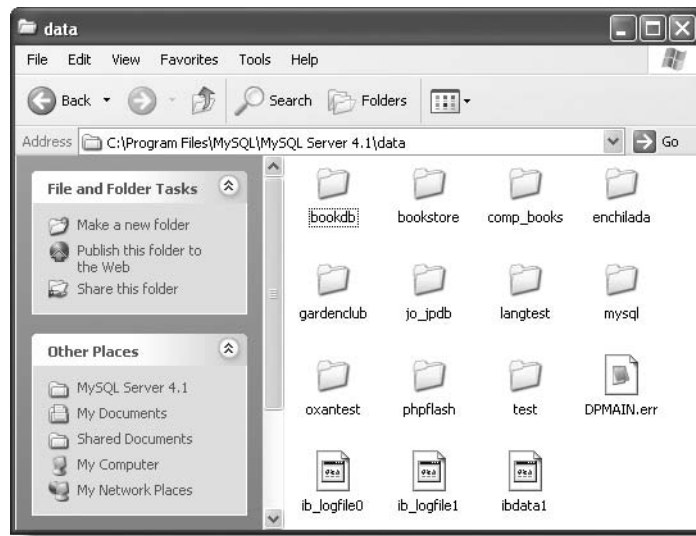 data
File Edit View Favorites Tools Help
Back Search Folders
Address C:\Program Files\MySQL\MySQL Server 4.1\data Go
File and Folder Tasks
Make a new folder
Publish this folder to
the Web
Share this folder
Other Places
MySQL Server 4.1
My Documents
Shared Documents
My Computer
My Network Places
bookdb bookstore comp_books enchilada
gardenclub jo_jpdb langtest mysql
oxantest phpflash test DPMAIN.err
ib_logfile0 ib_logfile1 ibdata1